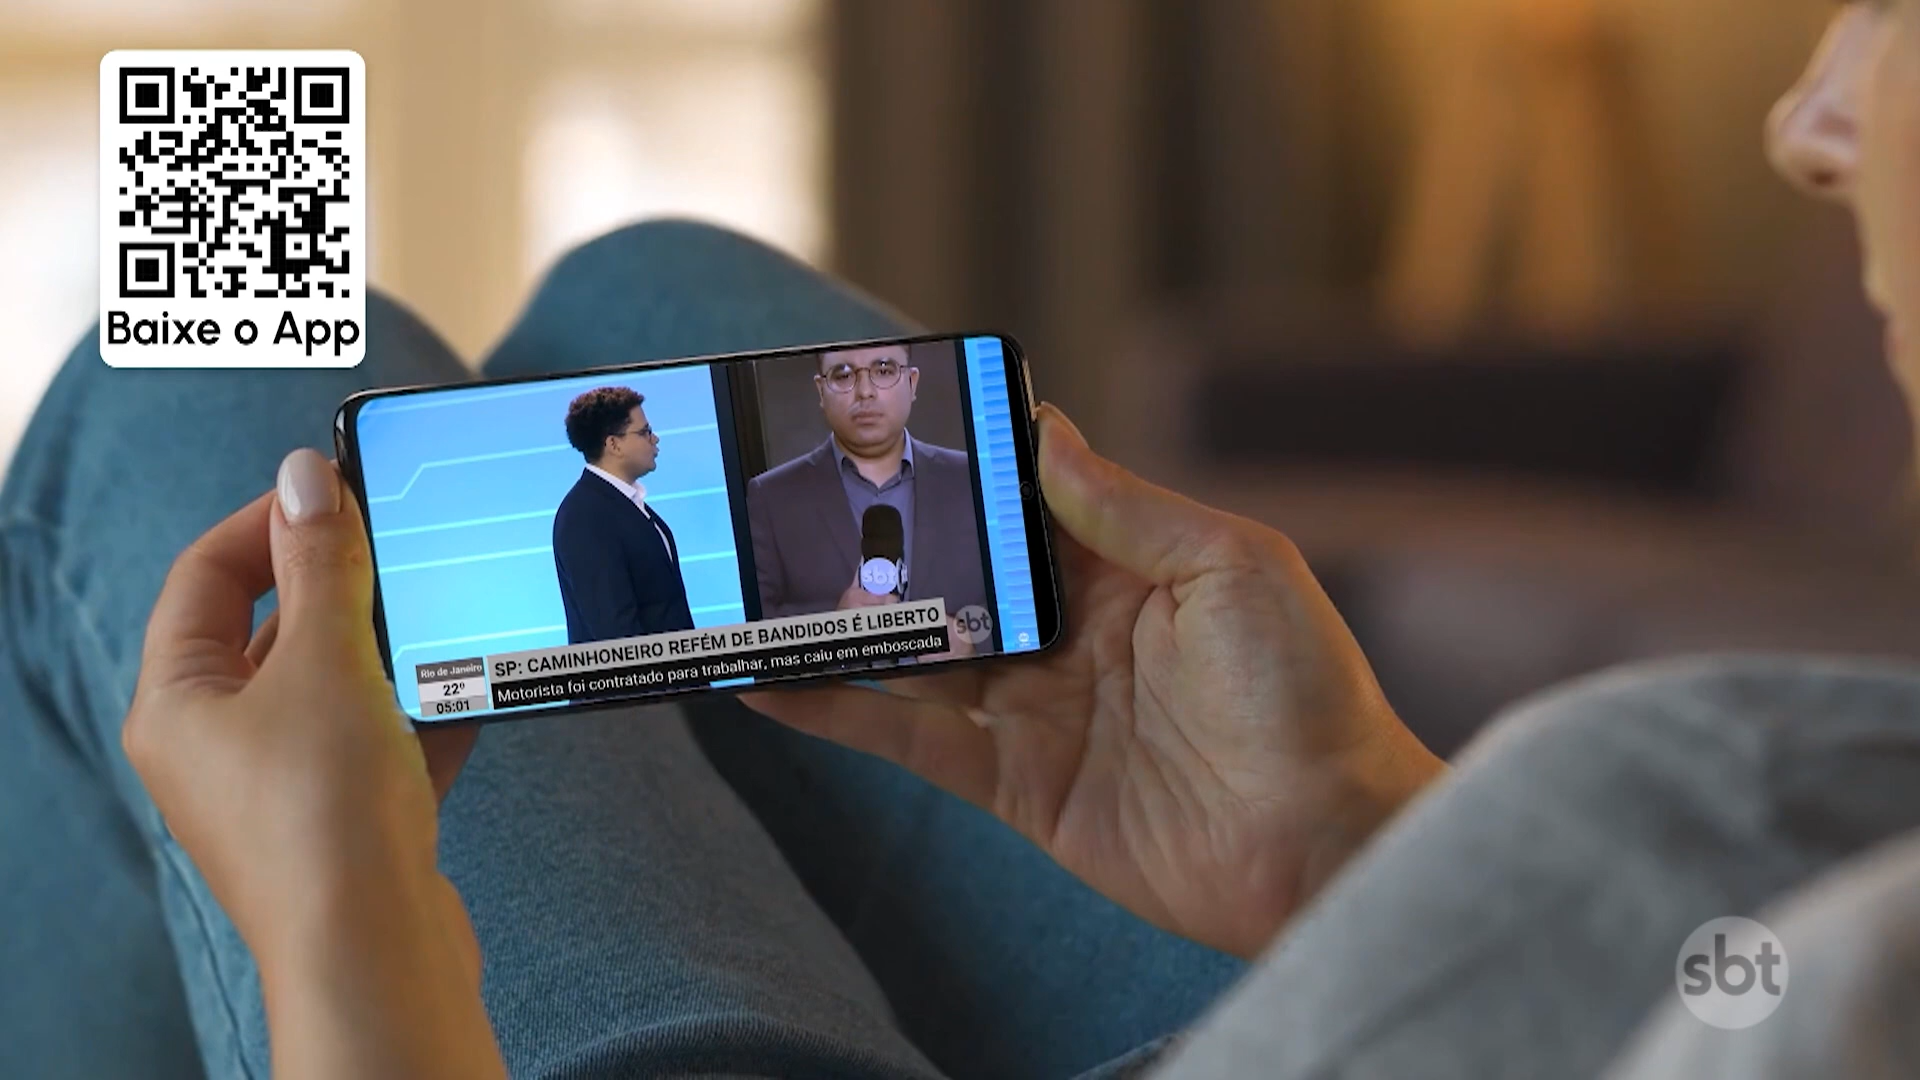 Baixe o App
sbt
sbt
SP: CAMINHONEIRO REFÉM DE BANDIDOS É LIBERTO
Motorista foi contratado para trabalhar, mas caiu em emboscada
Rio de Janeiro
22º
05:01
sbt